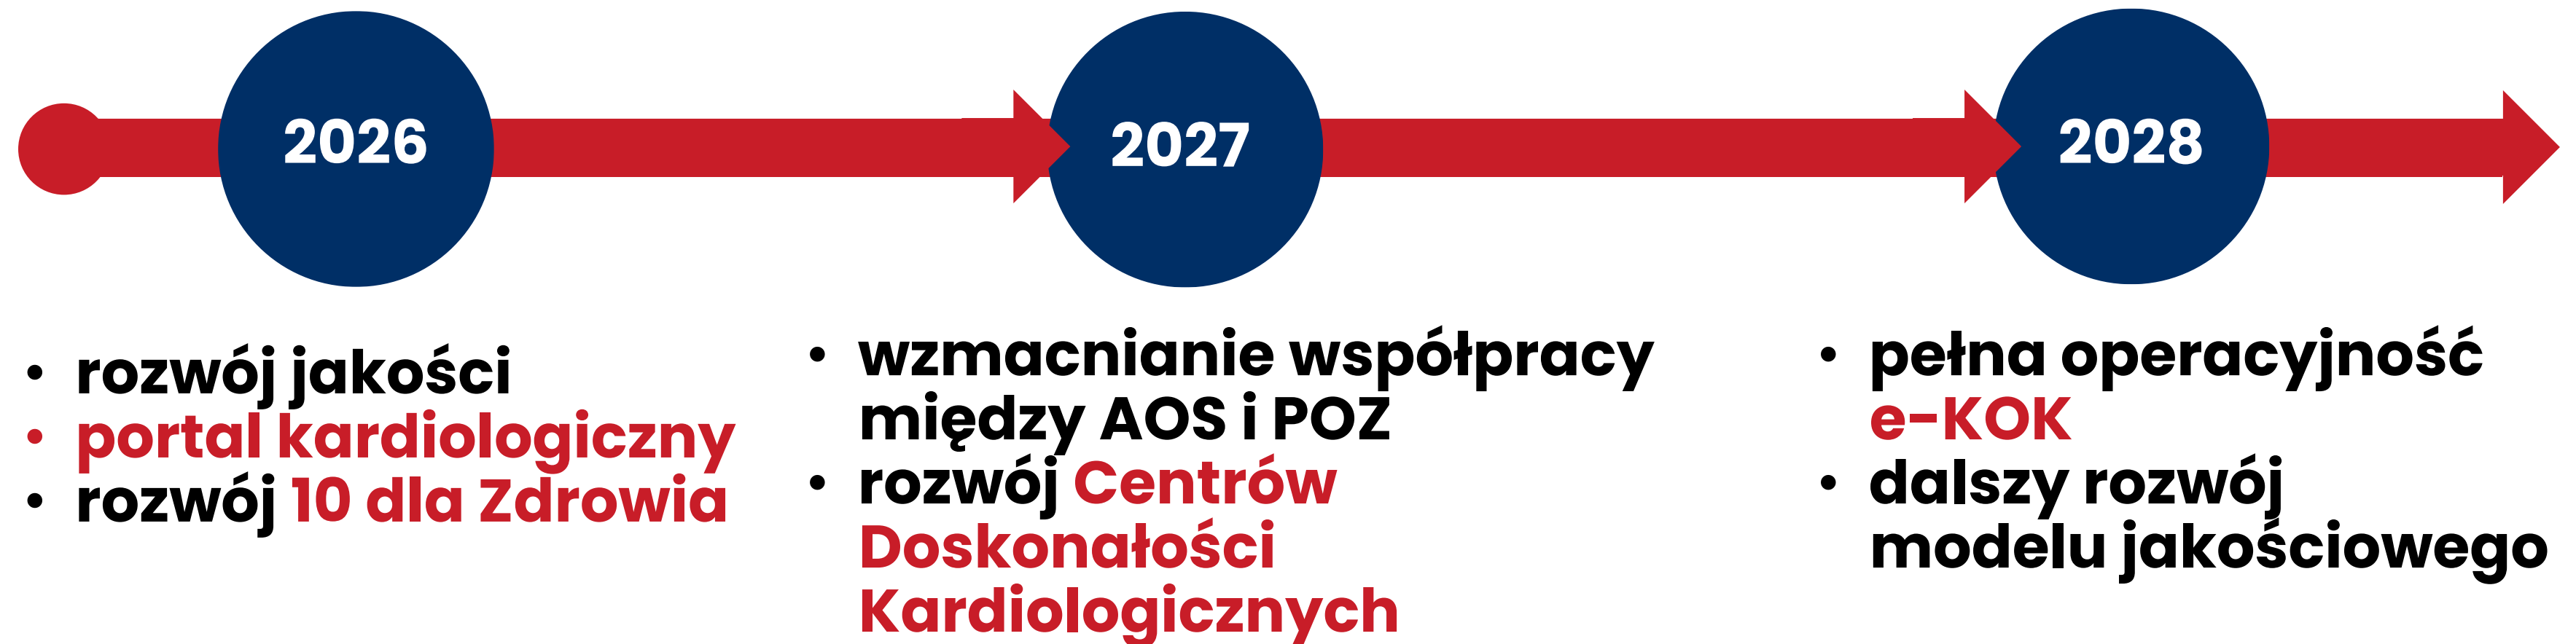 2026
2027
2028
• rozwój jakości
• portal kardiologiczny
• rozwój 10 dla Zdrowia
• wzmacnianie współpracy
między AOS i POZ
• rozwój Centrów
Doskonałości
Kardiologicznych
• pełna operacyjność
e-KOK
• dalszy rozwój
modelu jakościowego